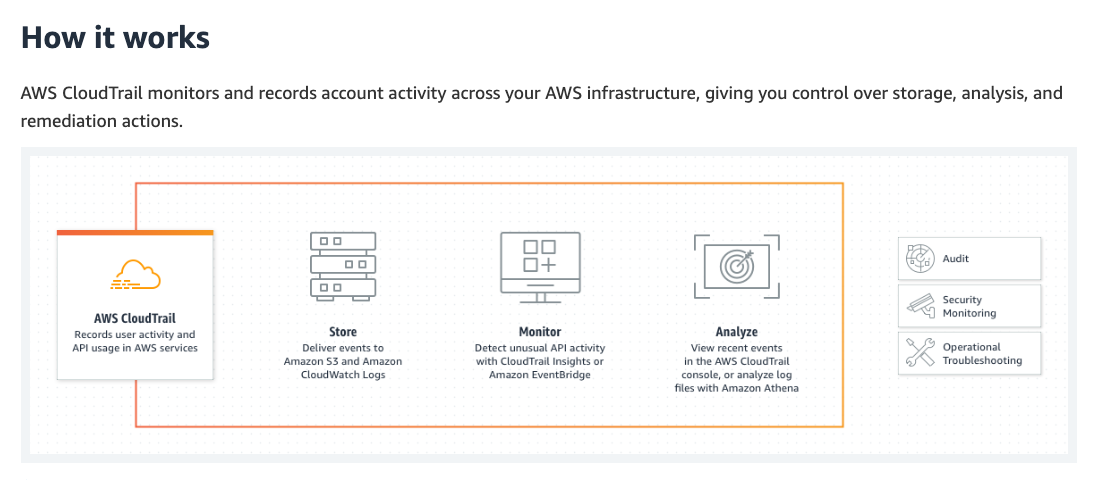 How it works
AWS CloudTrail monitors and records account activity across your AWS infrastructure, giving you control over storage, analysis, and
remediation actions.
AWS CloudTrail
Records user activity and
API usage in AWS services
Store
Deliver events to
Amazon S3 and Amazon
CloudWatch Logs
Monitor
Detect unusual API activity
with CloudTrail Insights or
Amazon EventBridge
Analyze
View recent events
in the AWS CloudTrail
console, or analyze log
files with Amazon Athena
Audit
Security
Monitoring
Operational
Troubleshooting